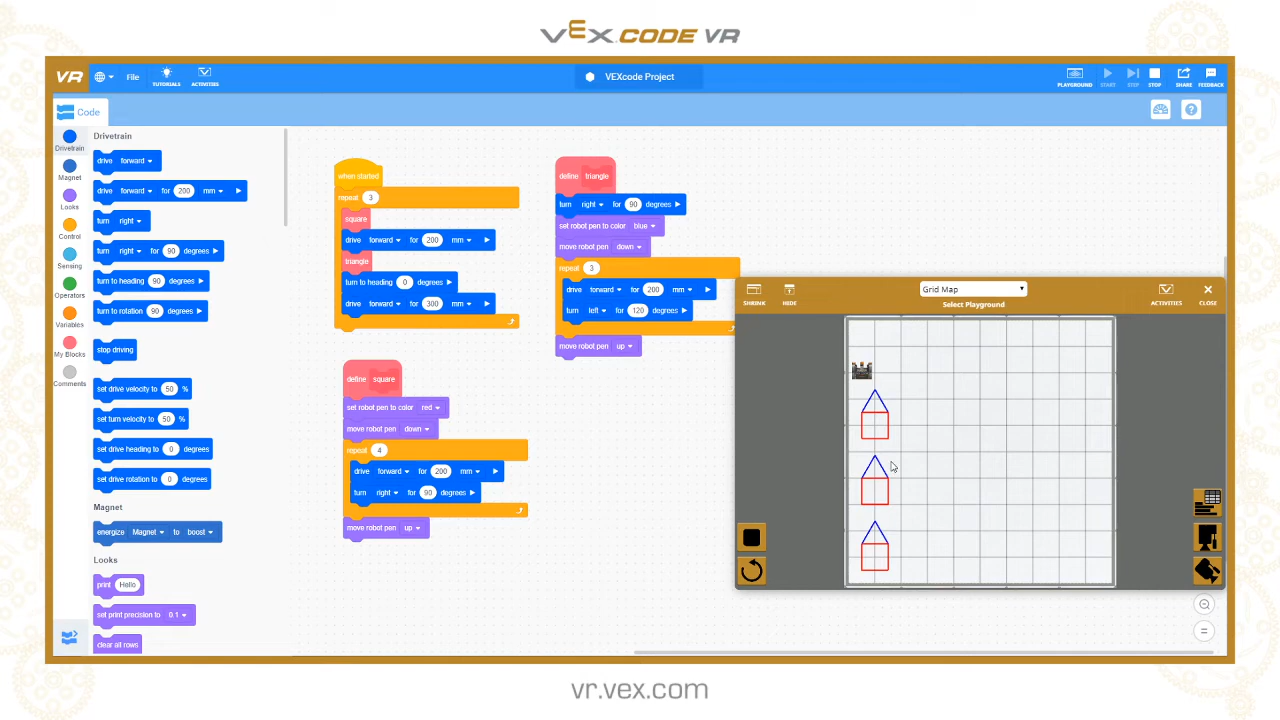 VEX.CODE VR
VR
File
TUTORIALS
ACTIVITIES
VEXcode Project
PLAYGROUND
START
STEP
STOP
SHARE
FEEDBACK
Code
?
Drivetrain
Magnet
Looks
Control
Sensing
Operators
Variables
My Blocks
Comments
Drivetrain
drive forward
drive forward for 200 mm
turn right
turn right for 90 degrees
turn to heading 90 degrees
turn to rotation 90 degrees
stop driving
set drive velocity to 50 %
set turn velocity to 50 %
set drive heading to 0 degrees
set drive rotation to 0 degrees
Magnet
energize Magnet to boost
Looks
print Hello
set print precision to 0.1
clear all rows
when started
repeat 3
square
drive forward for 200 mm
triangle
turn to heading 0 degrees
drive forward for 300 mm
define square
set robot pen to color red
move robot pen down
repeat 4
drive forward for 200 mm
turn right for 90 degrees
move robot pen up
define triangle
turn right for 90 degrees
set robot pen to color blue
move robot pen down
repeat 3
drive forward for 200 mm
turn left for 120 degrees
move robot pen up
SHRINK
HIDE
Grid Map
Select Playground
ACTIVITIES
CLOSE
vr.vex.com